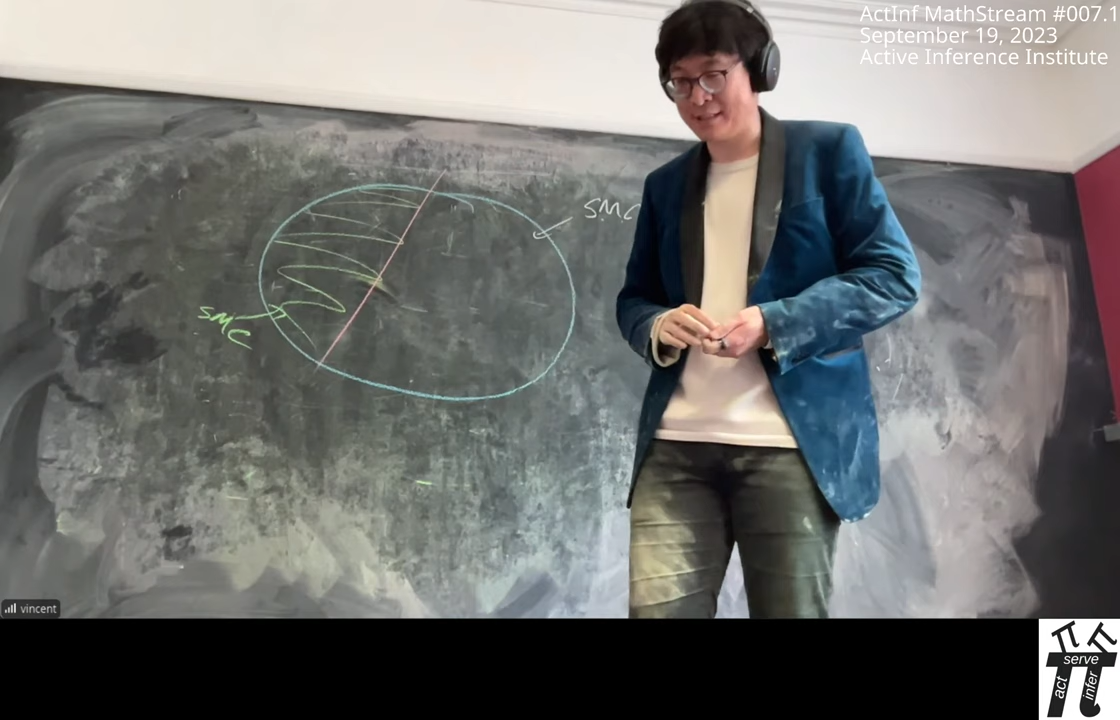 ActInf MathStream #007.1
September 19, 2023
Active Inference Institute
SMC
SMC
vincent
act
serve
infer